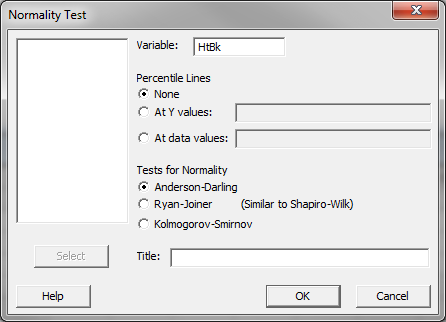 Normality Test
Variable: HtBk
Percentile Lines
None
At Y values:
At data values:
Tests for Normality
Anderson-Darling
Ryan-Joiner (Similar to Shapiro-Wilk)
Kolmogorov-Smirnov
Select Title:
Help OK Cancel